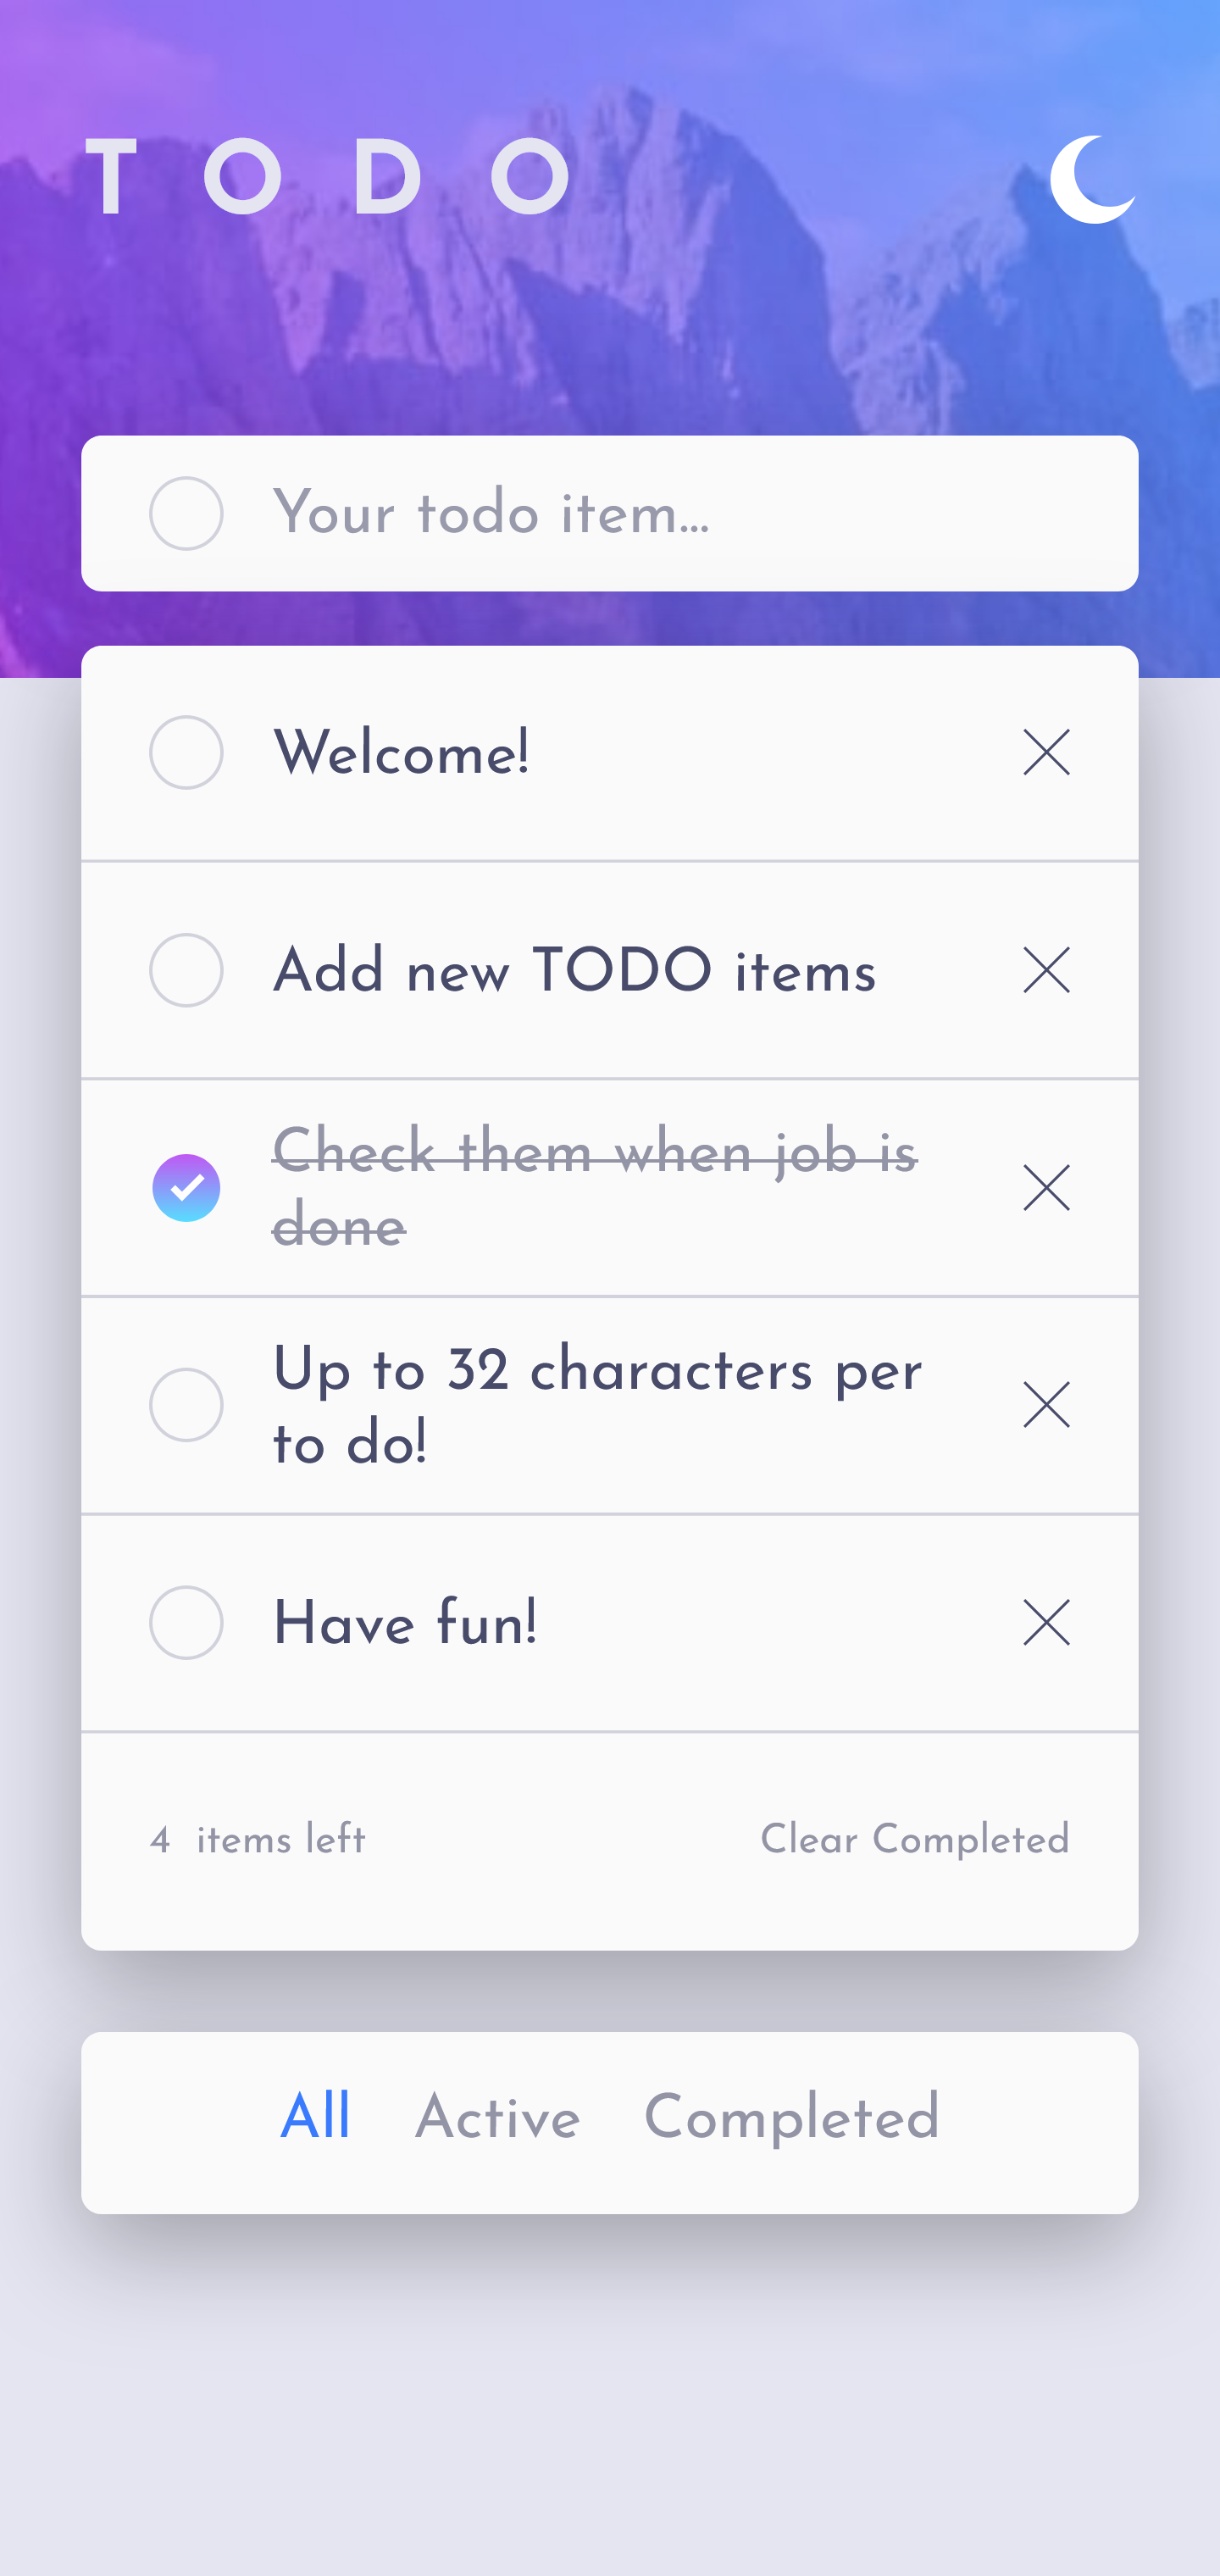 TODO
Your todo item...
Welcome!
Add new TODO items
Check them when job is
done
Up to 32 characters per
to do!
Have fun!
4 items left
Clear Completed
All Active Completed